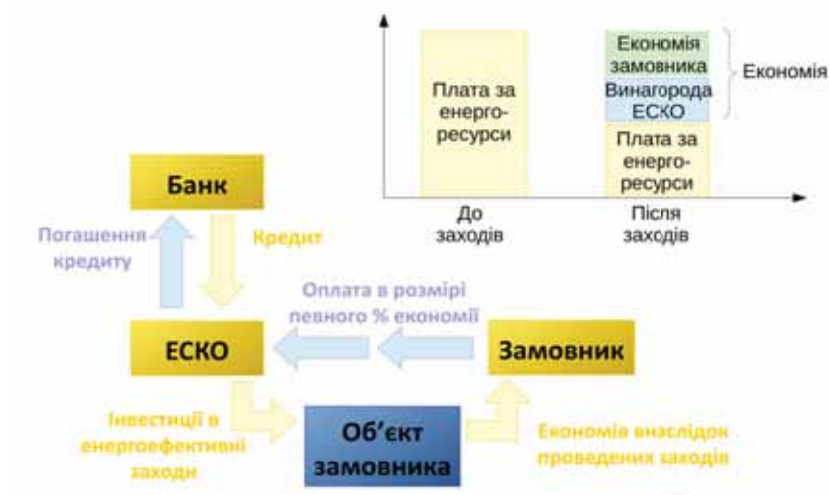 Економія
замовника
Винагорода
ЕСКО
Економія
Плата за
енерго-
ресурси
Плата за
енерго-
ресурси
До
заходів
Після
заходів
Банк
Погашення
кредиту
Кредит
Оплата в розмірі
певного % економії
ЕСКО
Замовник
Інвестиції в
енергоефективні
заходи
Об’єкт
замовника
Економія внаслідок
проведених заходів